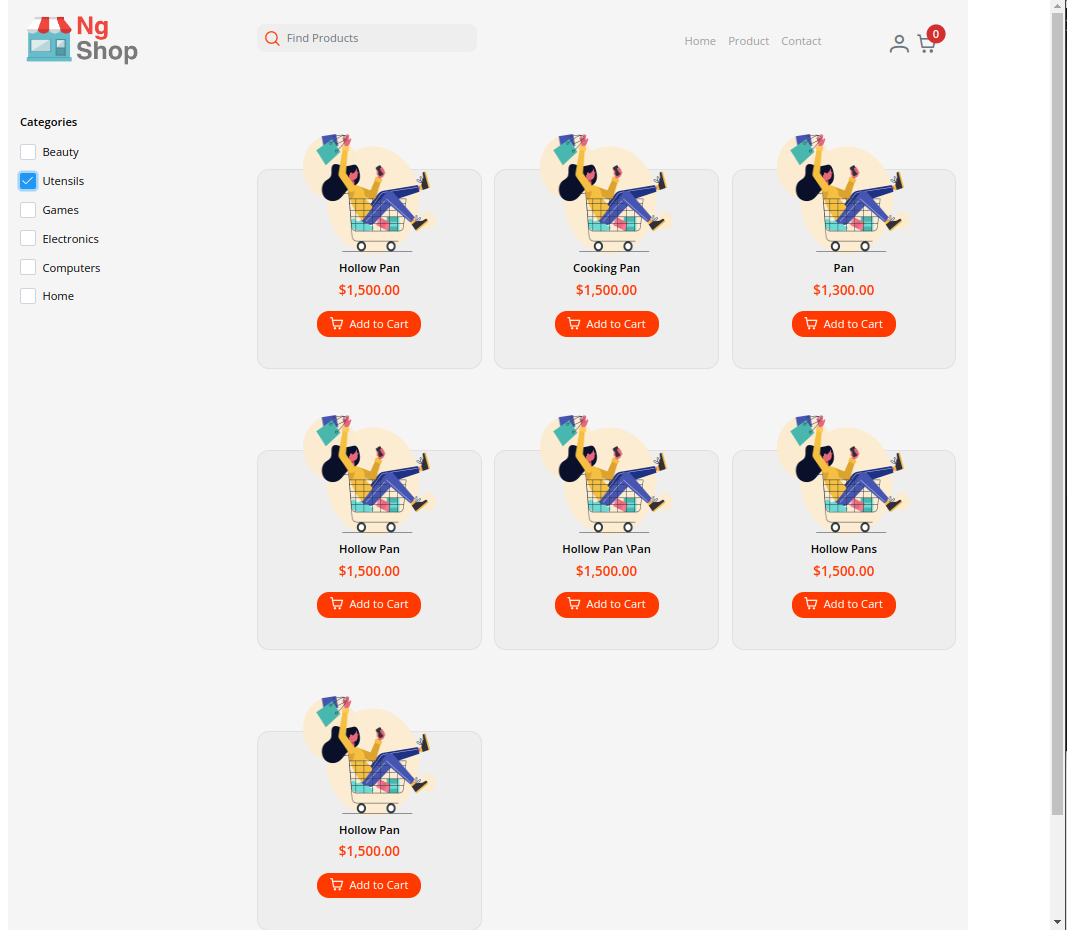 Ng
Shop
Find Products
Home Product Contact
0
Categories
Beauty
Utensils
Games
Electronics
Computers
Home
Hollow Pan
$1,500.00
Add to Cart
Cooking Pan
$1,500.00
Add to Cart
Pan
$1,300.00
Add to Cart
Hollow Pan
$1,500.00
Add to Cart
Hollow Pan \Pan
$1,500.00
Add to Cart
Hollow Pans
$1,500.00
Add to Cart
Hollow Pan
$1,500.00
Add to Cart